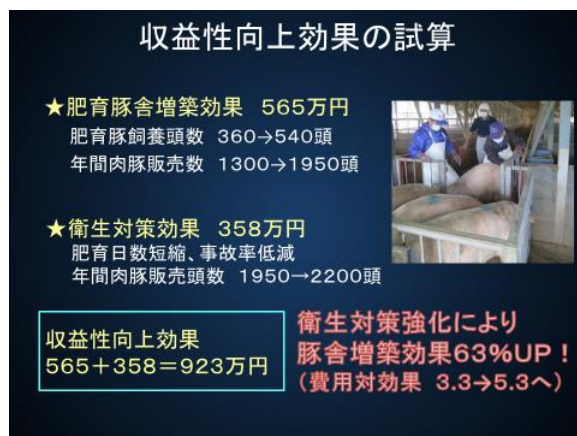 収益性向上効果の試算
★肥育豚舎増築効果 565万円
肥育豚飼養頭数 360→540頭
年間肉豚販売数 1300→1950頭
★衛生対策効果 358万円
肥育日数短縮、事故率低減
年間肉豚販売頭数 1950→2200頭
収益性向上効果
565＋358＝923万円
衛生対策強化により
豚舎増築効果63%UP！
（費用対効果 3.3→5.3へ）